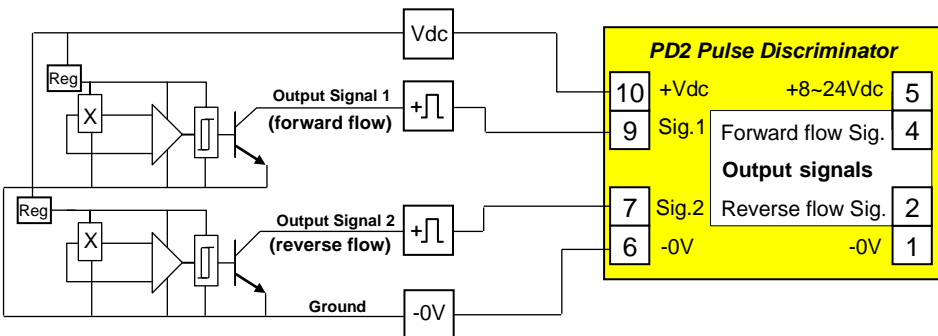 Vdc
PD2 Pulse Discriminator
Reg
X
Output Signal 1
(forward flow)
+
10 +Vdc +8~24Vdc 5
9 Sig.1 Forward flow Sig. 4
Output signals
Reg
X
Output Signal 2
(reverse flow)
+
7 Sig.2 Reverse flow Sig. 2
6 -0V -0V 1
Ground
-0V